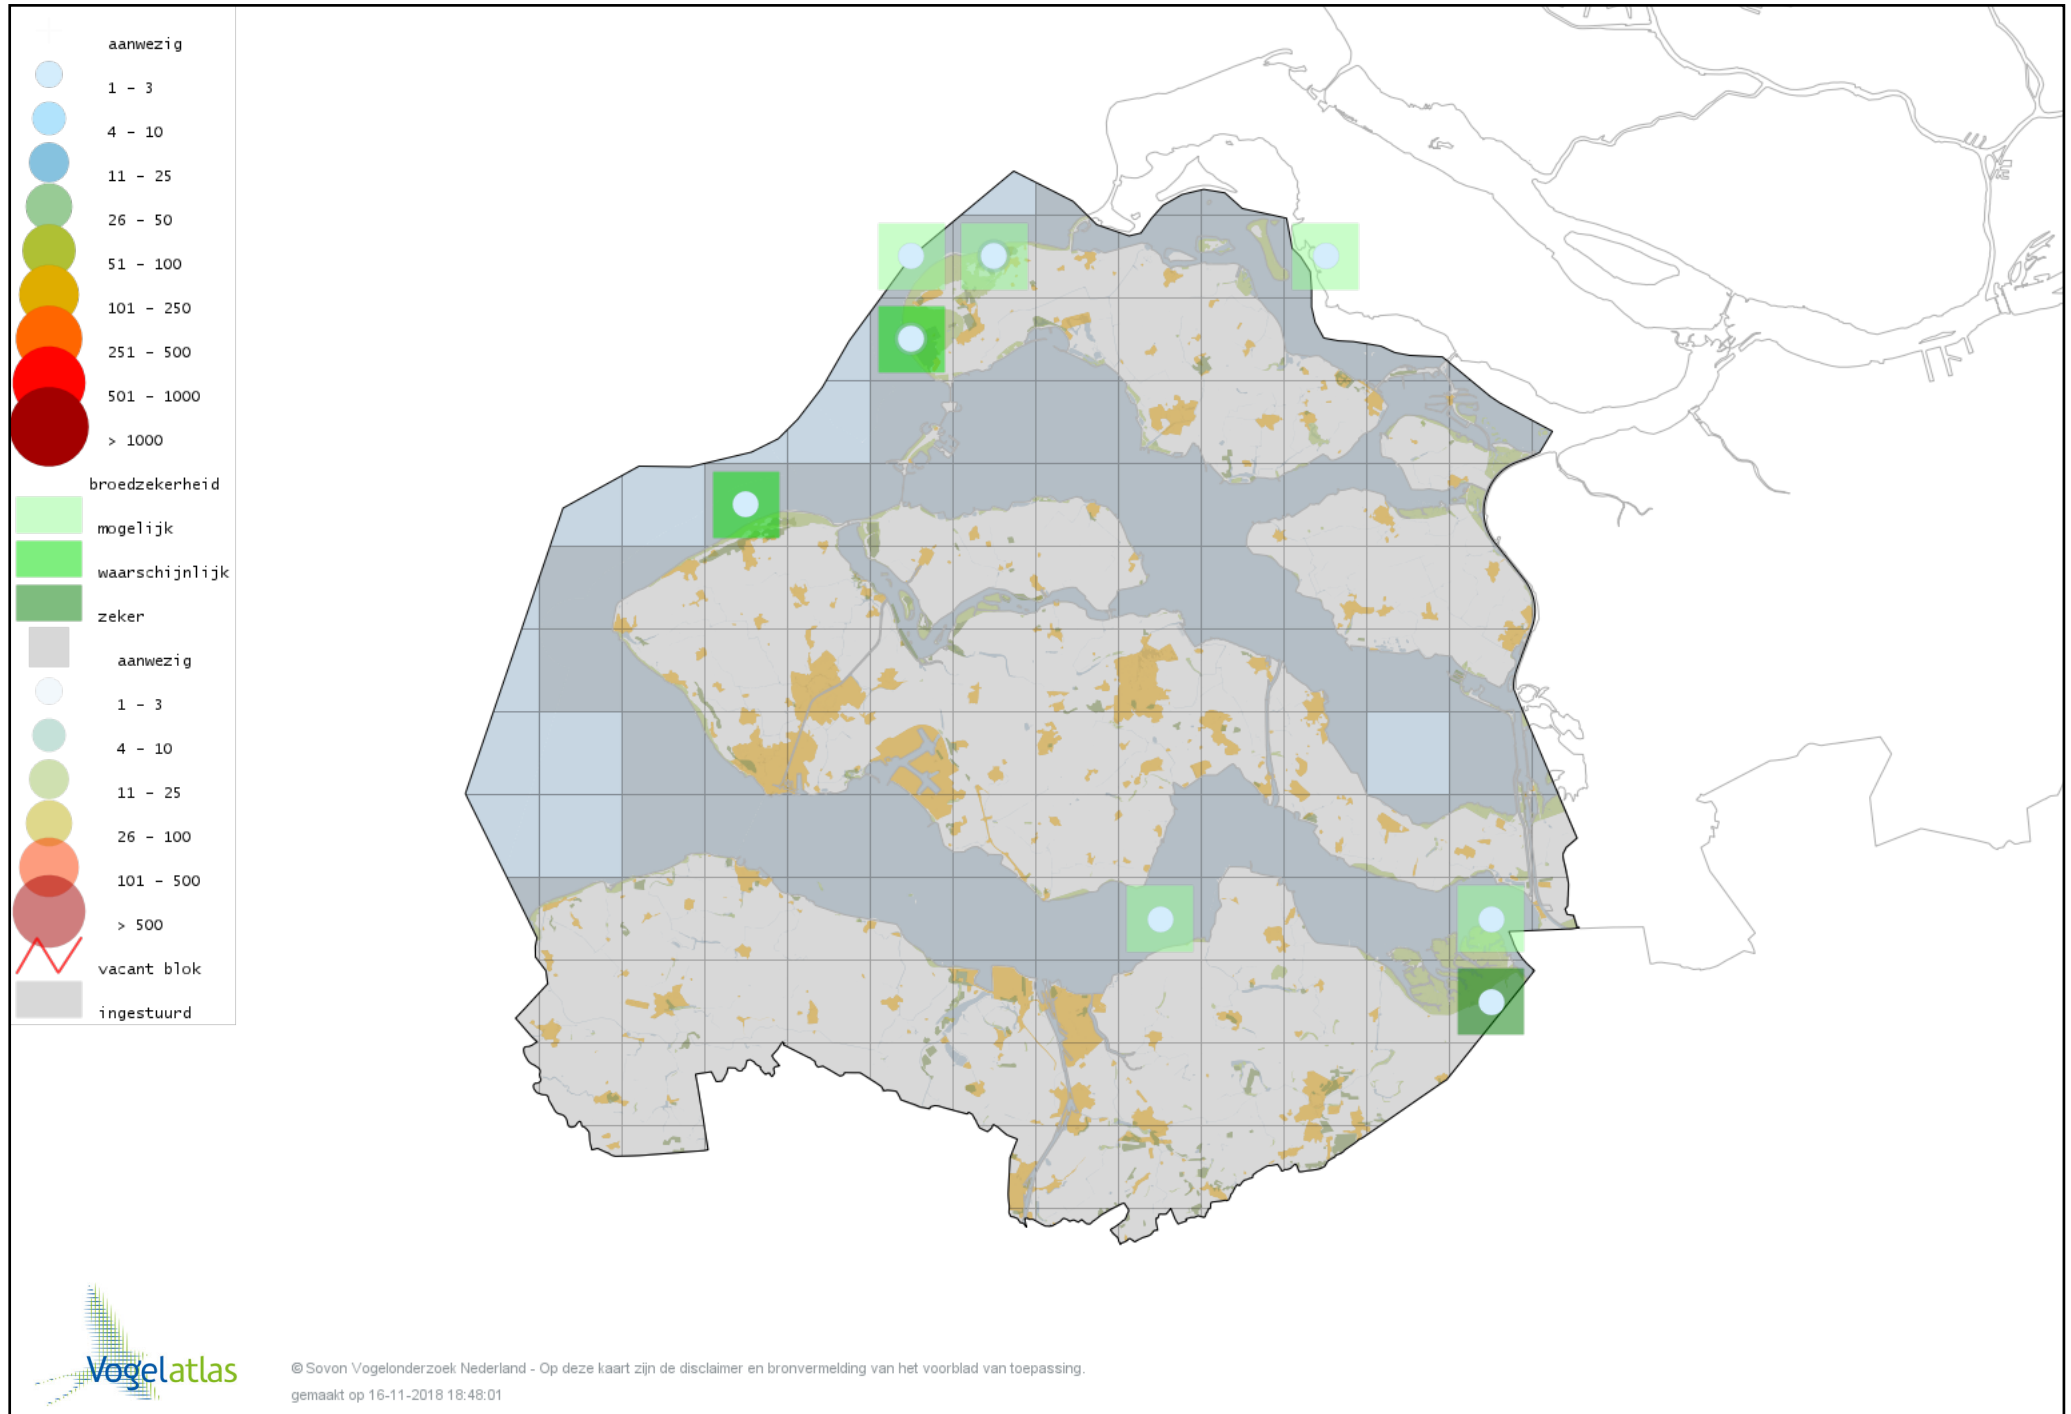 aanwezig
1 - 3
4 - 10
11 - 25
26 - 50
51 - 100
101 - 250
251 - 500
501 - 1000
> 1000
broedzekerheid
mogelijk
waarschijnlijk
zeker
aanwezig
1 - 3
4 - 10
11 - 25
26 - 100
101 - 500
> 500
vacant blok
ingestuurd
Vogelatlas
© Sovon Vogelonderzoek Nederland - Op deze kaart zijn de disclaimer en bronvermelding van het voorblad van toepassing.
gemaakt op 16-11-2018 18:48:01